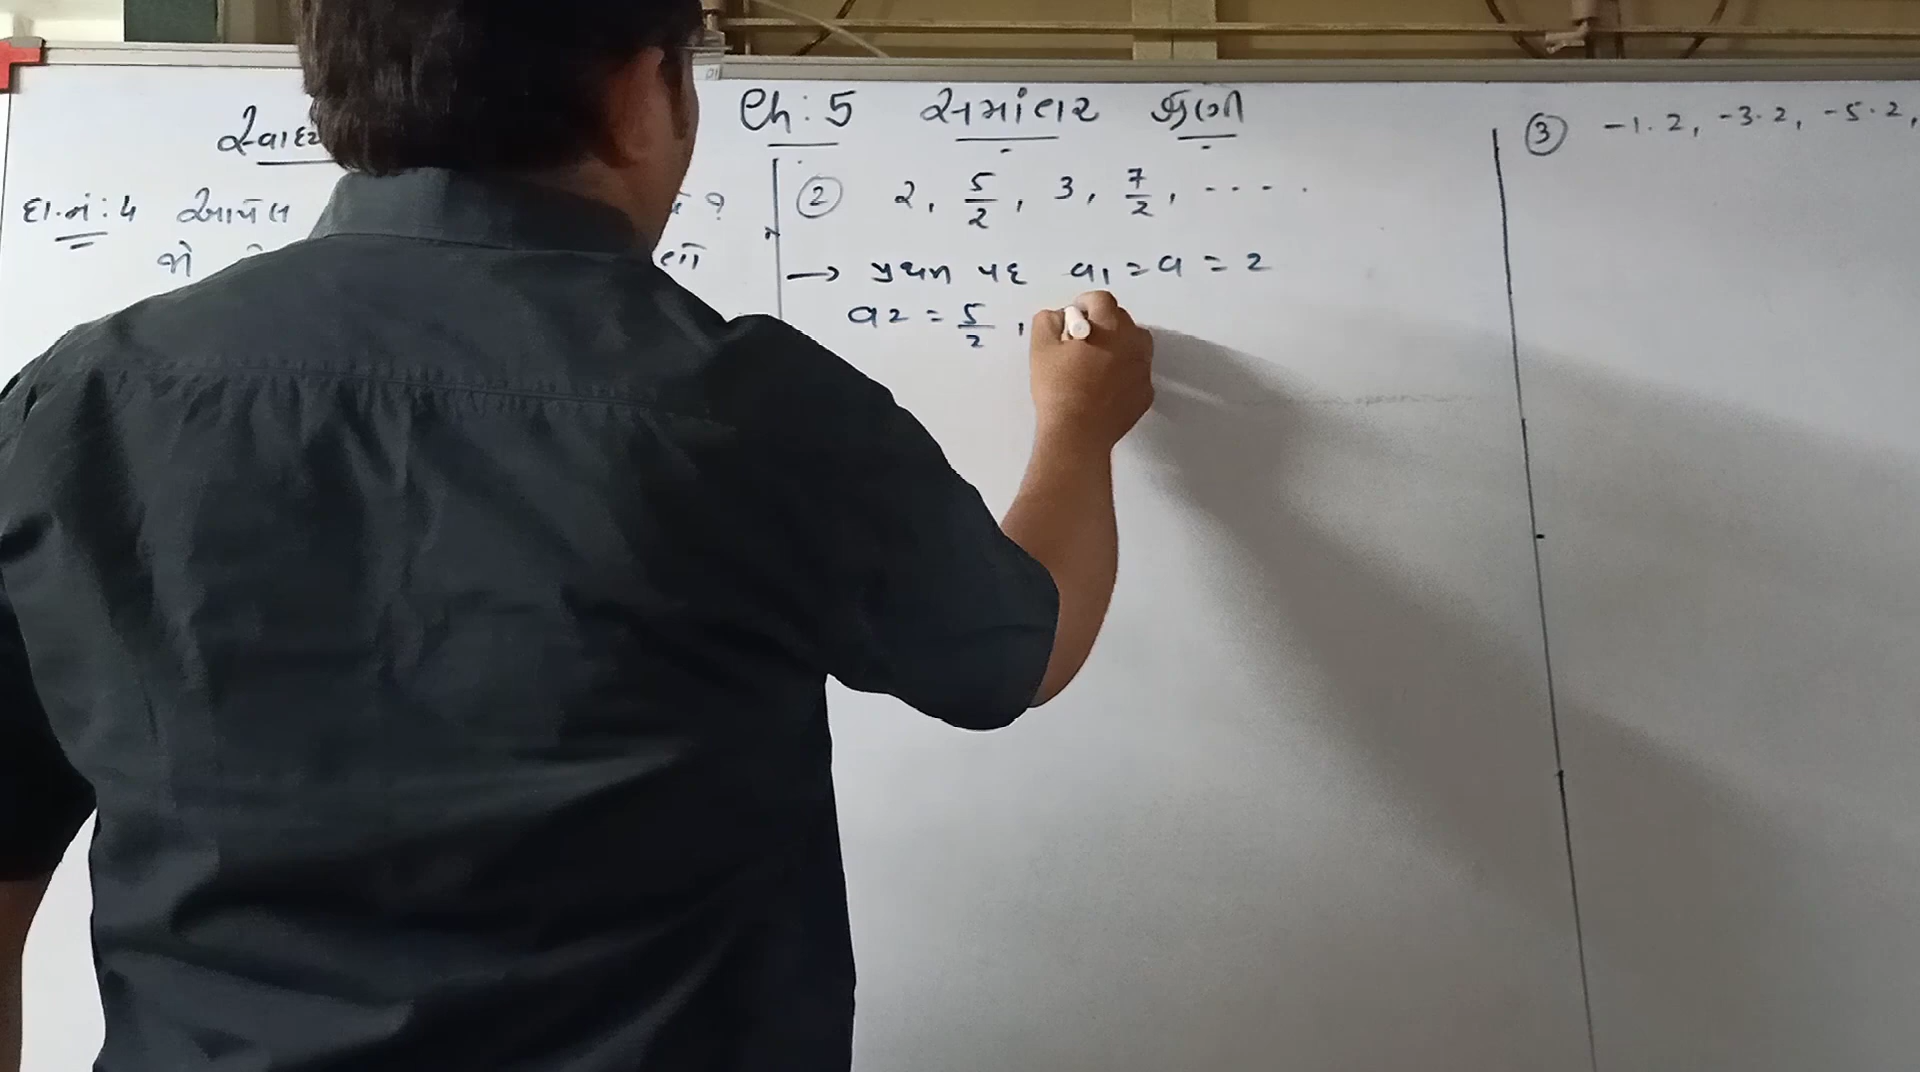 Ch : 5 સમાંતર શ્રેણી
દા.નં : 4 આપેલ ?
જો તો
② 2, 5/2, 3, 7/2, ....
→ પ્રથમ પદ a1 = a = 2
a2 = 5/2 ,
③ -1.2, -3.2, -5.2,